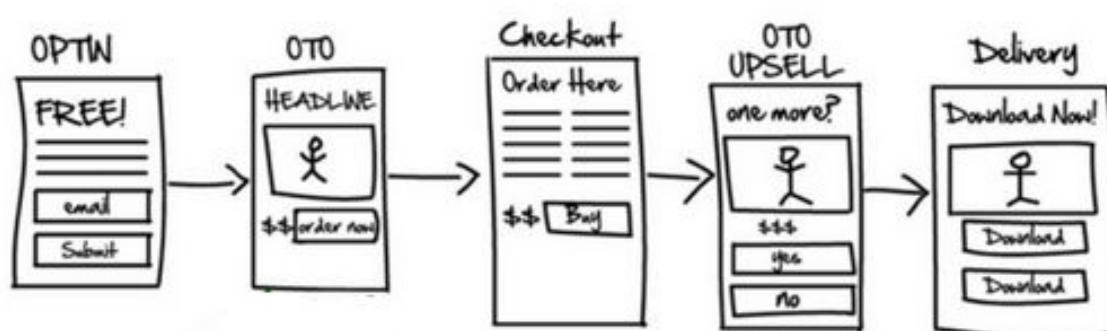 OPTIN
FREE!
email
Submit
OTO
HEADLINE
$$ order now
Checkout
Order Here
$$ Buy
OTO
UPSELL
one more?
$$$
yes
no
Delivery
Download Now!
Download
Download